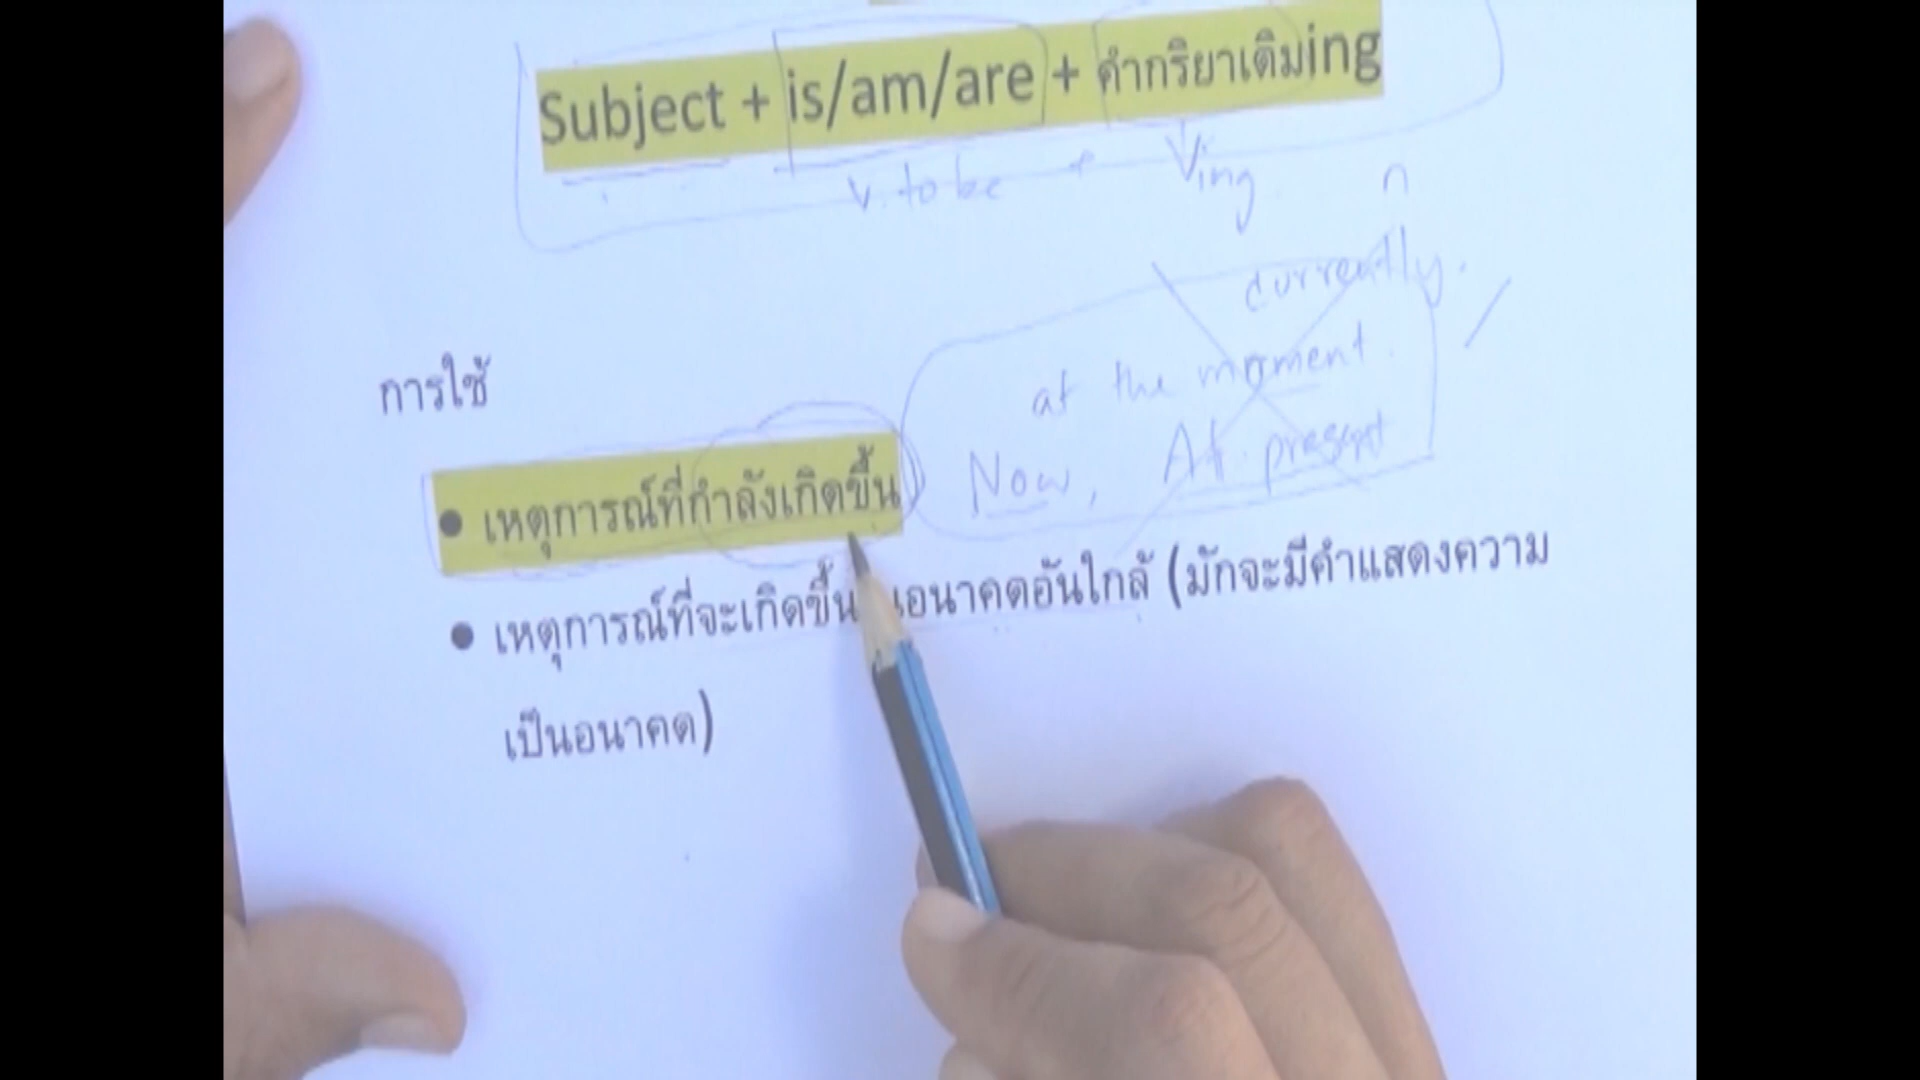 Subject + is/am/are + คำกริยาเดิมing
v. to be + Ving
currently.
การใช้
at the moment.
• เหตุการณ์ที่กำลังเกิดขึ้น Now, At present
• เหตุการณ์ที่จะเกิดขึ้น อนาคตอันใกล้ (มักจะมีคำแสดงความ
เป็นอนาคต)